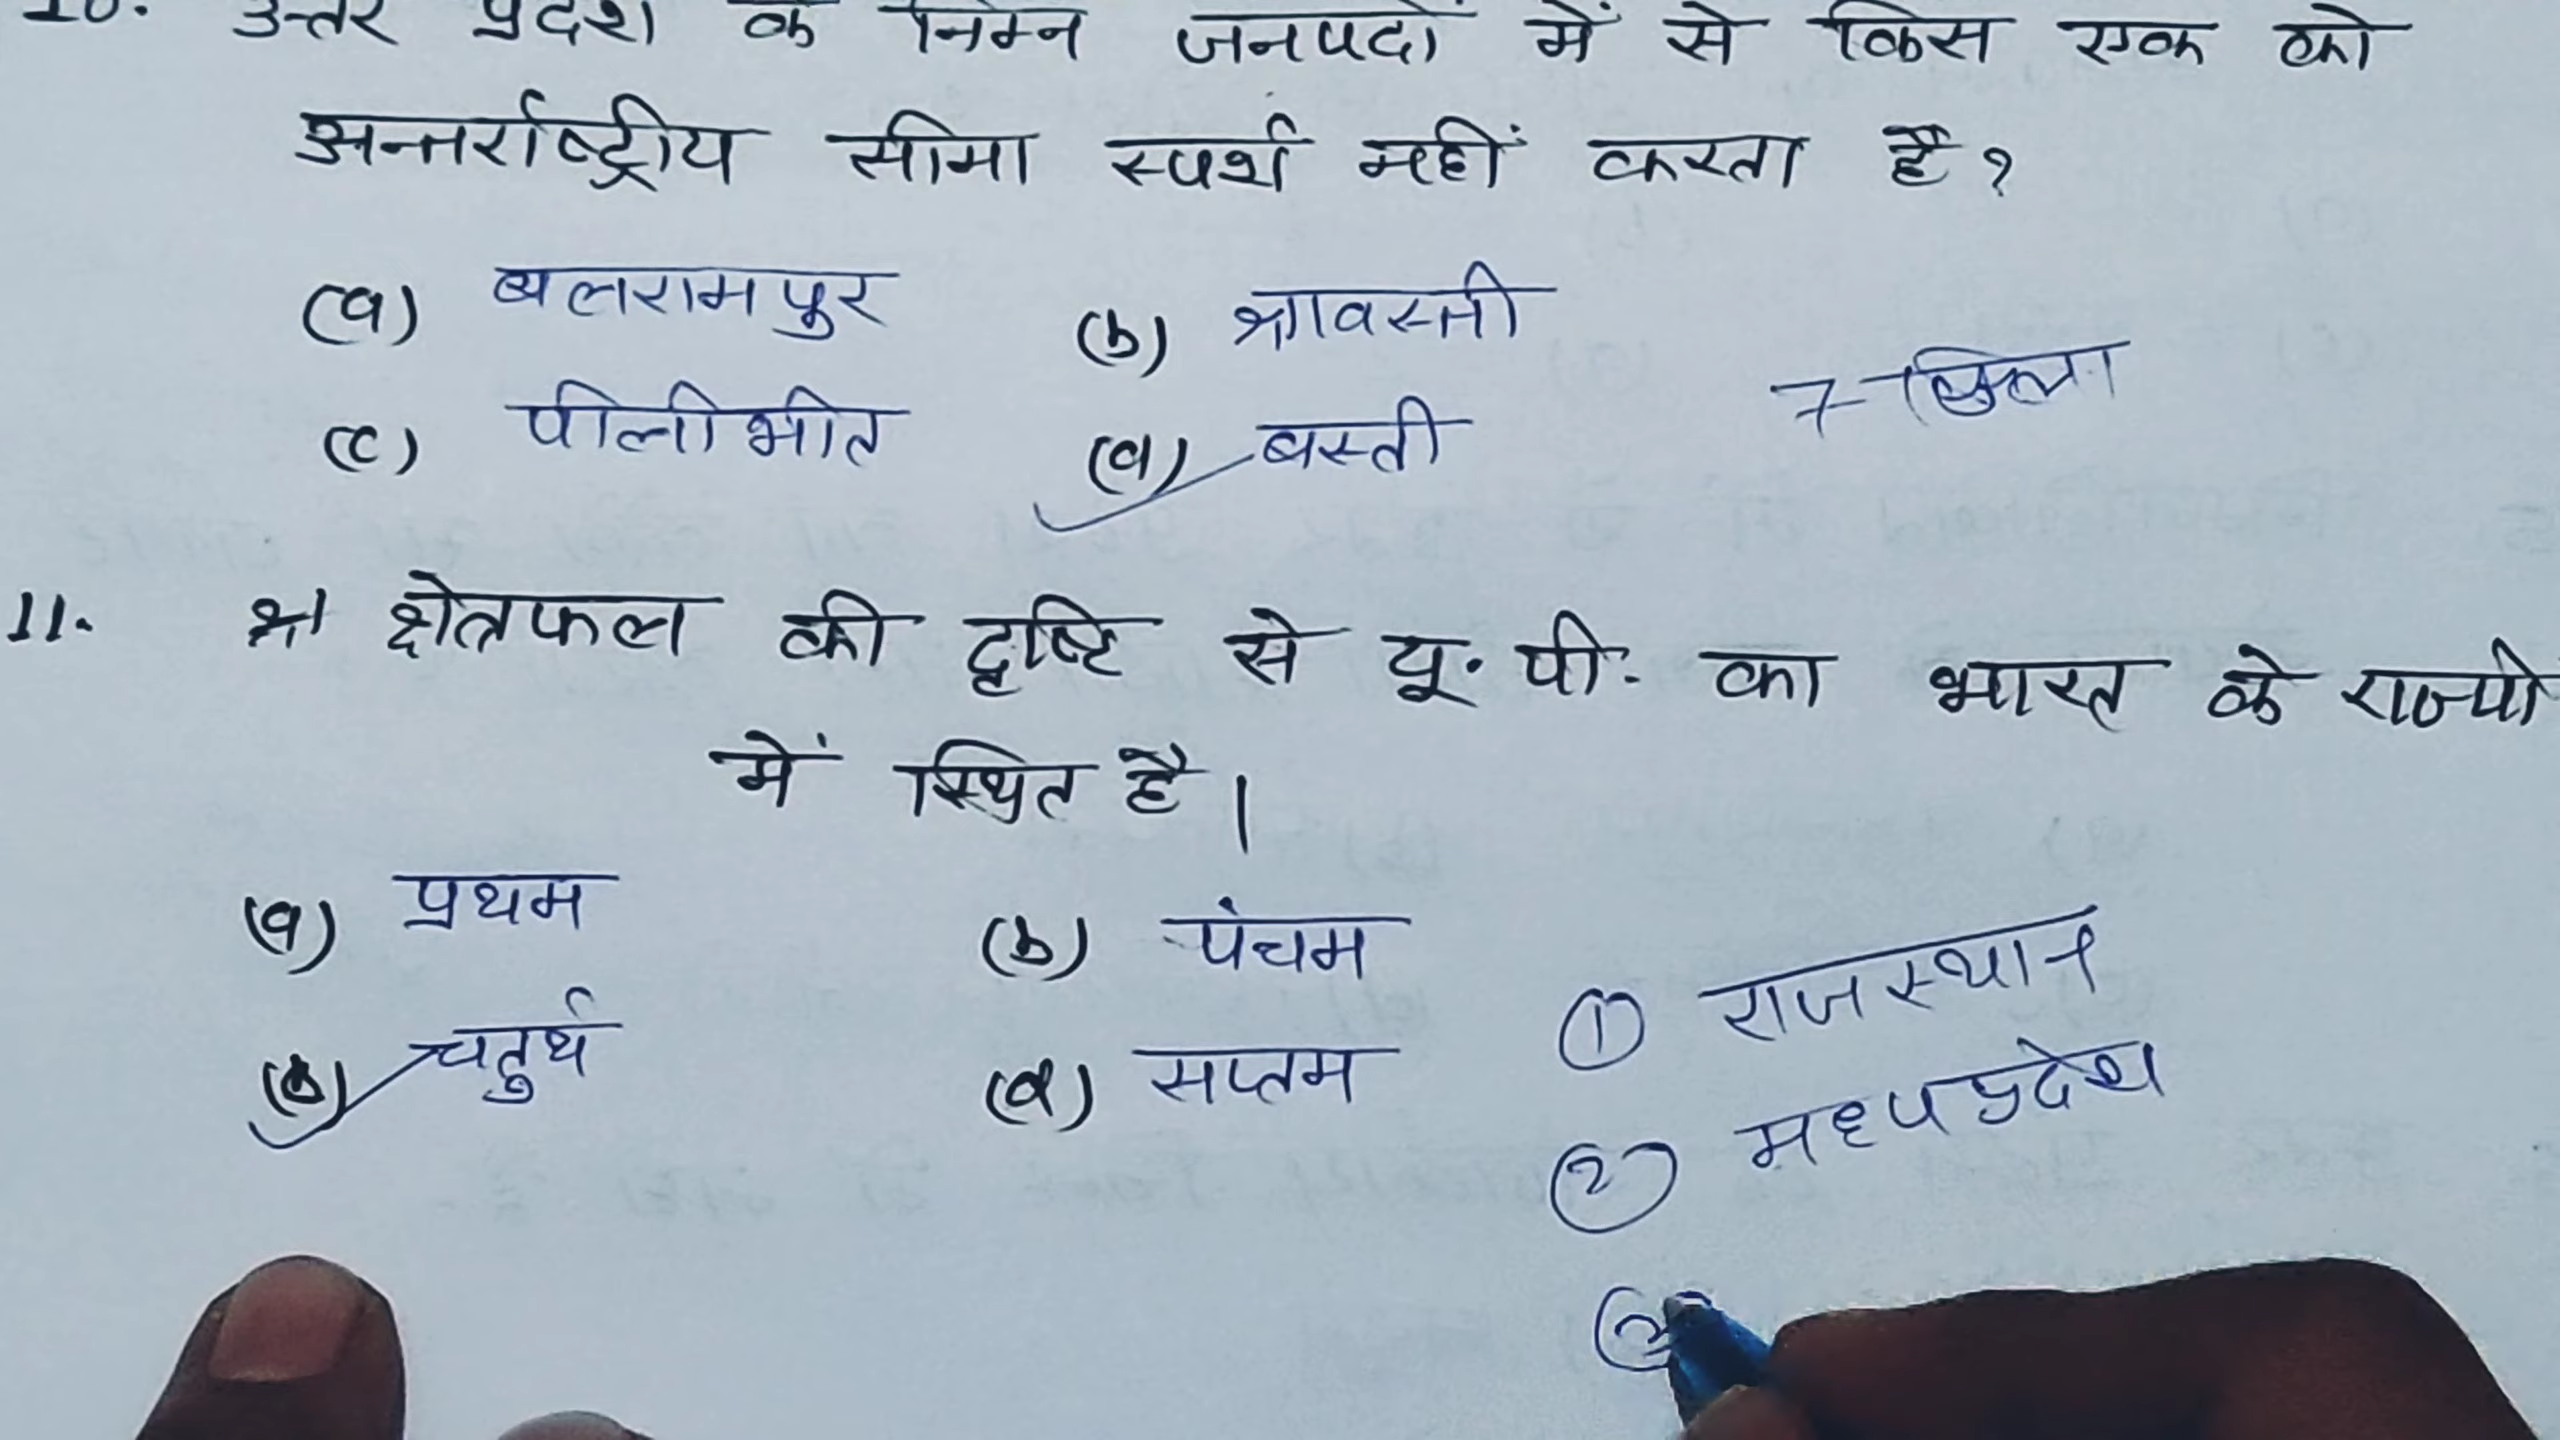 10. उत्तर प्रदेश के निम्न जनपदों में से किस एक को
अन्तर्राष्ट्रीय सीमा स्पर्श नहीं करता है?
(a) बलरामपुर (b) श्रावस्ती
(c) पीलीभीत (d) बस्ती
7- जिला
11. क्षेत्रफल की दृष्टि से यू. पी. का भारत के राज्यो
में स्थित है।
(a) प्रथम (b) पंचम
(c) चतुर्थ (d) सप्तम
① राजस्थान
② मध्यप्रदेश